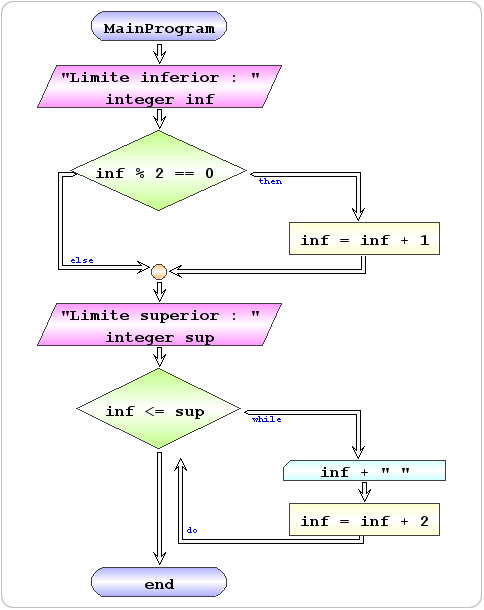 MainProgram
"Limite inferior : "
integer inf
inf % 2 == 0
then
inf = inf + 1
else
"Limite superior : "
integer sup
inf <= sup
while
inf + " "
inf = inf + 2
do
end